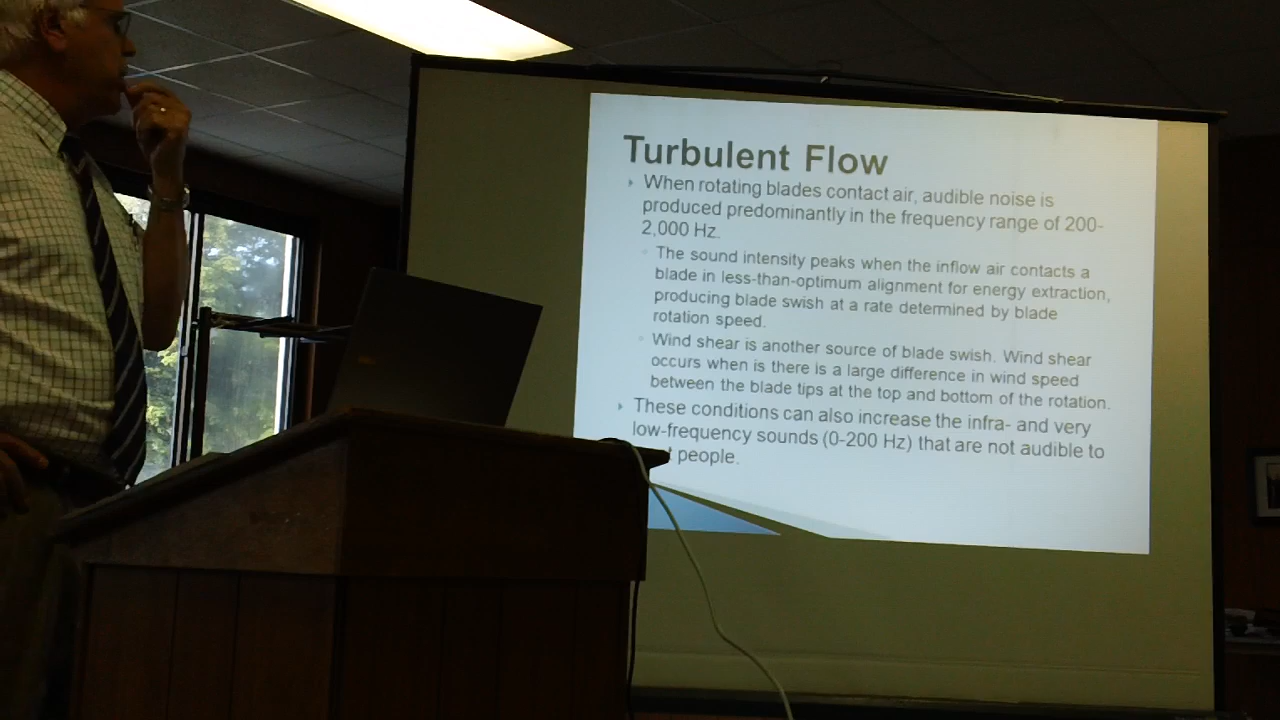 Turbulent Flow
When rotating blades contact air, audible noise is
produced predominantly in the frequency range of 200-
2,000 Hz.
The sound intensity peaks when the inflow air contacts a
blade in less-than-optimum alignment for energy extraction,
producing blade swish at a rate determined by blade
rotation speed.
Wind shear is another source of blade swish. Wind shear
occurs when is there is a large difference in wind speed
between the blade tips at the top and bottom of the rotation.
These conditions can also increase the infra- and very
low-frequency sounds (0-200 Hz) that are not audible to
people.